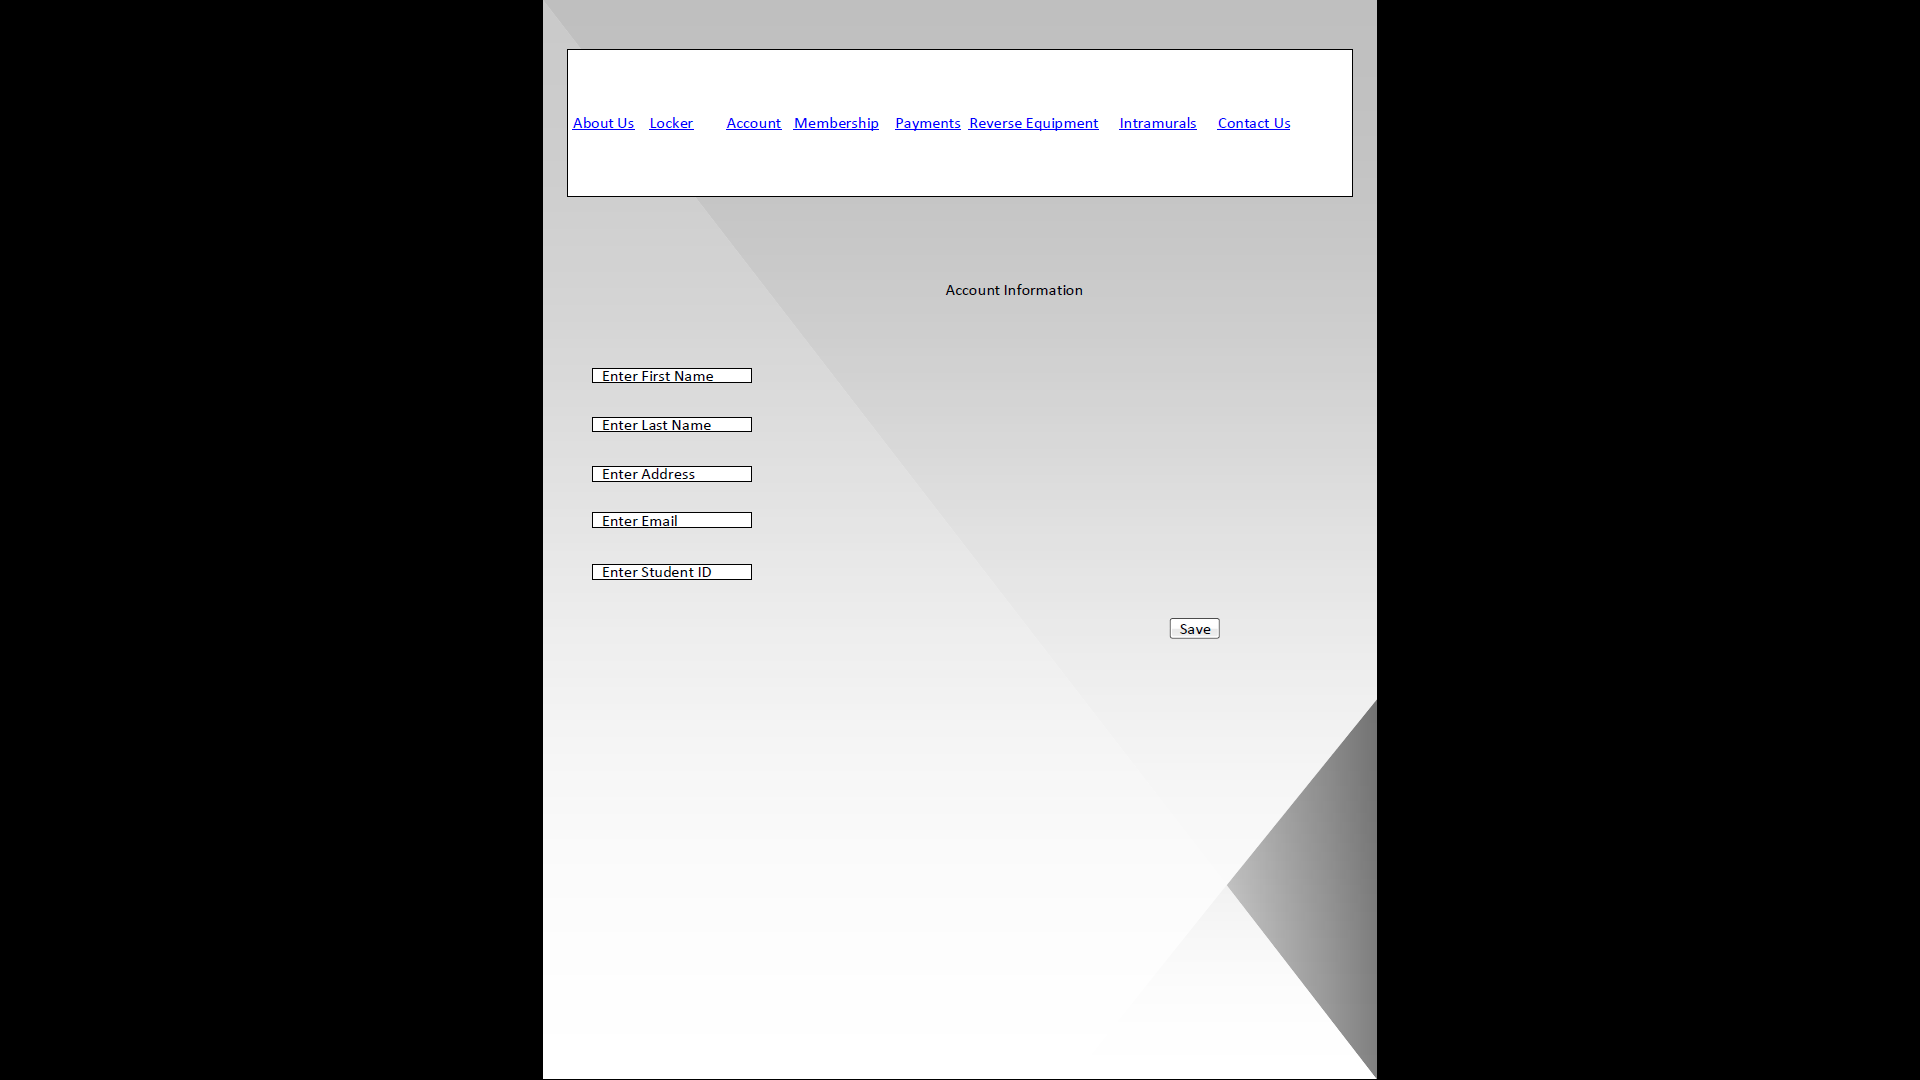 About Us Locker Account Membership Payments Reverse Equipment Intramurals Contact Us
Account Information
Enter First Name
Enter Last Name
Enter Address
Enter Email
Enter Student ID
Save